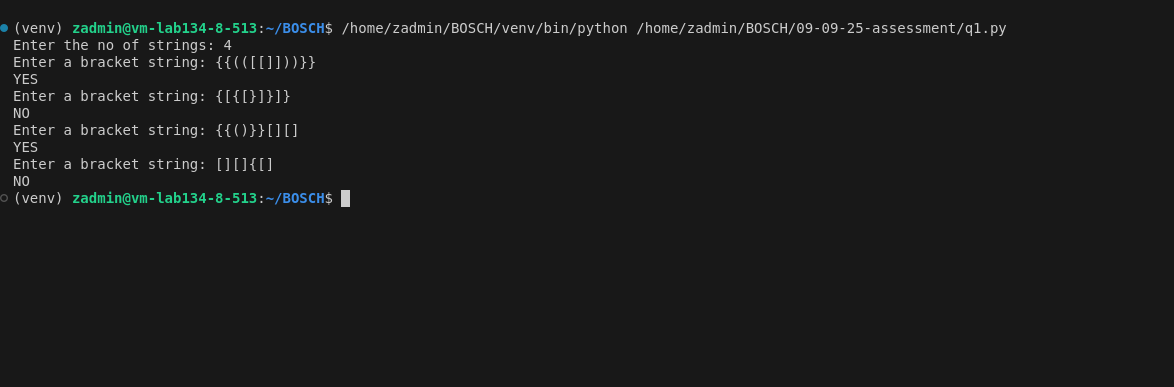 (venv) zadmin@vm-lab134-8-513:~/BOSCH$ /home/zadmin/BOSCH/venv/bin/python /home/zadmin/BOSCH/09-09-25-assessment/q1.py
Enter the no of strings: 4
Enter a bracket string: {{(([[]]))}}
YES
Enter a bracket string: {[{[}]}]}
NO
Enter a bracket string: {{()}}[][]
YES
Enter a bracket string: [][]{[]
NO
(venv) zadmin@vm-lab134-8-513:~/BOSCH$